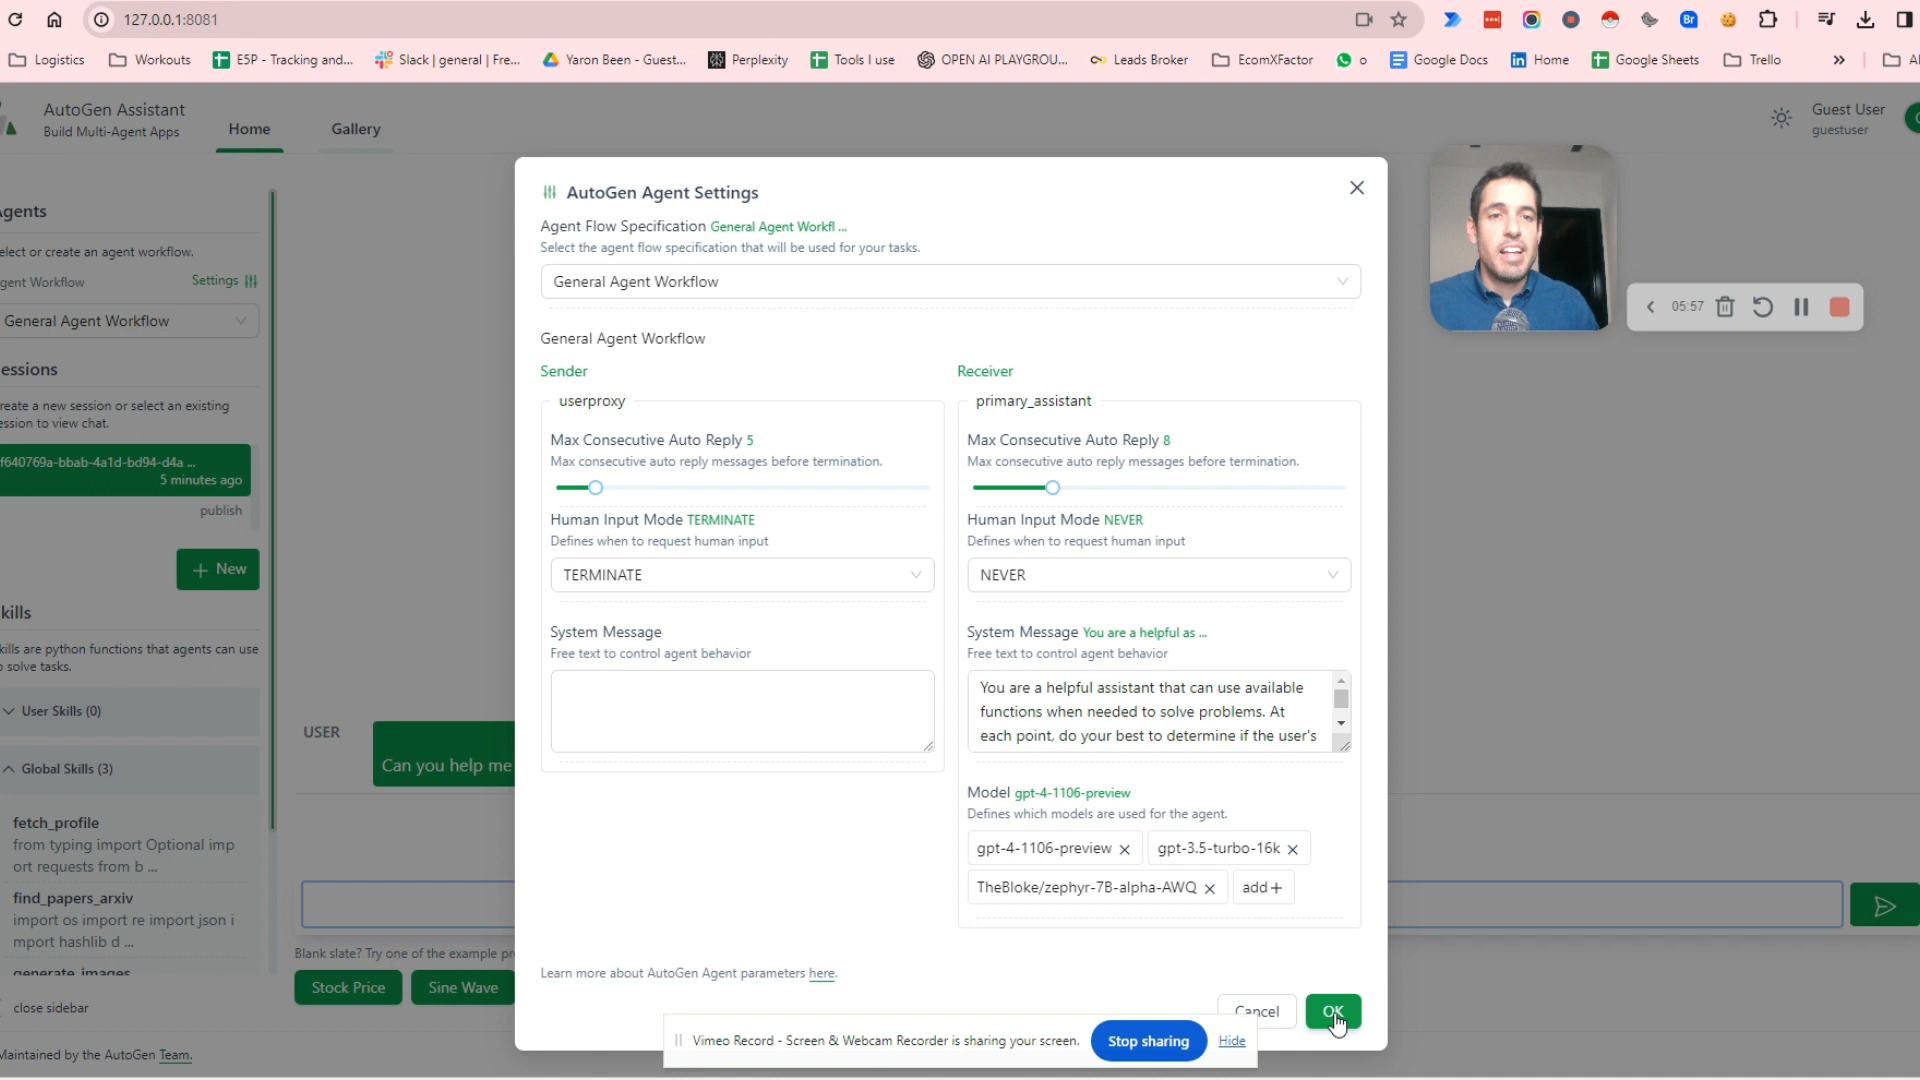 127.0.0.1:8081
Br
Logistics
Workouts
E5P - Tracking and...
Slack | general | Fre...
Yaron Been - Guest...
Perplexity
Tools I use
OPEN AI PLAYGROU...
Leads Broker
EcomXFactor
o
Google Docs
Home
Google Sheets
Trello
»
AutoGen Assistant
Build Multi-Agent Apps
Home
Gallery
Guest User
guestuser
gents
elect or create an agent workflow.
gent Workflow
Settings
General Agent Workflow
essions
reate a new session or select an existing
ession to view chat.
f640769a-bbab-4a1d-bd94-d4a ...
5 minutes ago
publish
+ New
kills
kills are python functions that agents can use
o solve tasks.
User Skills (0)
Global Skills (3)
fetch_profile
from typing import Optional imp
ort requests from b ...
find_papers_arxiv
import os import re import json i
mport hashlib d ...
generate_images
close sidebar
Maintained by the AutoGen Team.
USER
Can you help me
Blank slate? Try one of the example pr
Stock Price
Sine Wave
AutoGen Agent Settings
Agent Flow Specification General Agent Workfl ...
Select the agent flow specification that will be used for your tasks.
General Agent Workflow
General Agent Workflow
Sender
userproxy
Max Consecutive Auto Reply 5
Max consecutive auto reply messages before termination.
Human Input Mode TERMINATE
Defines when to request human input
TERMINATE
System Message
Free text to control agent behavior
Receiver
primary_assistant
Max Consecutive Auto Reply 8
Max consecutive auto reply messages before termination.
Human Input Mode NEVER
Defines when to request human input
NEVER
System Message You are a helpful as ...
Free text to control agent behavior
You are a helpful assistant that can use available
functions when needed to solve problems. At
each point, do your best to determine if the user's
Model gpt-4-1106-preview
Defines which models are used for the agent.
gpt-4-1106-preview
gpt-3.5-turbo-16k
TheBloke/zephyr-7B-alpha-AWQ
add+
Learn more about AutoGen Agent parameters here.
Cancel
OK
05:57
Vimeo Record - Screen & Webcam Recorder is sharing your screen.
Stop sharing
Hide